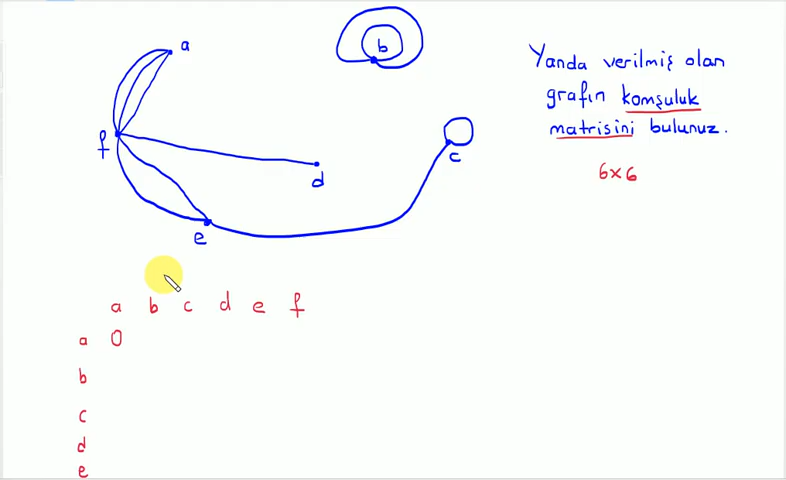 a
b
Yanda verilmiş olan
grafın komşuluk
matrisini bulunuz.
f
c
d
6x6
e
a b c d e f
a 0
b
c
d
e